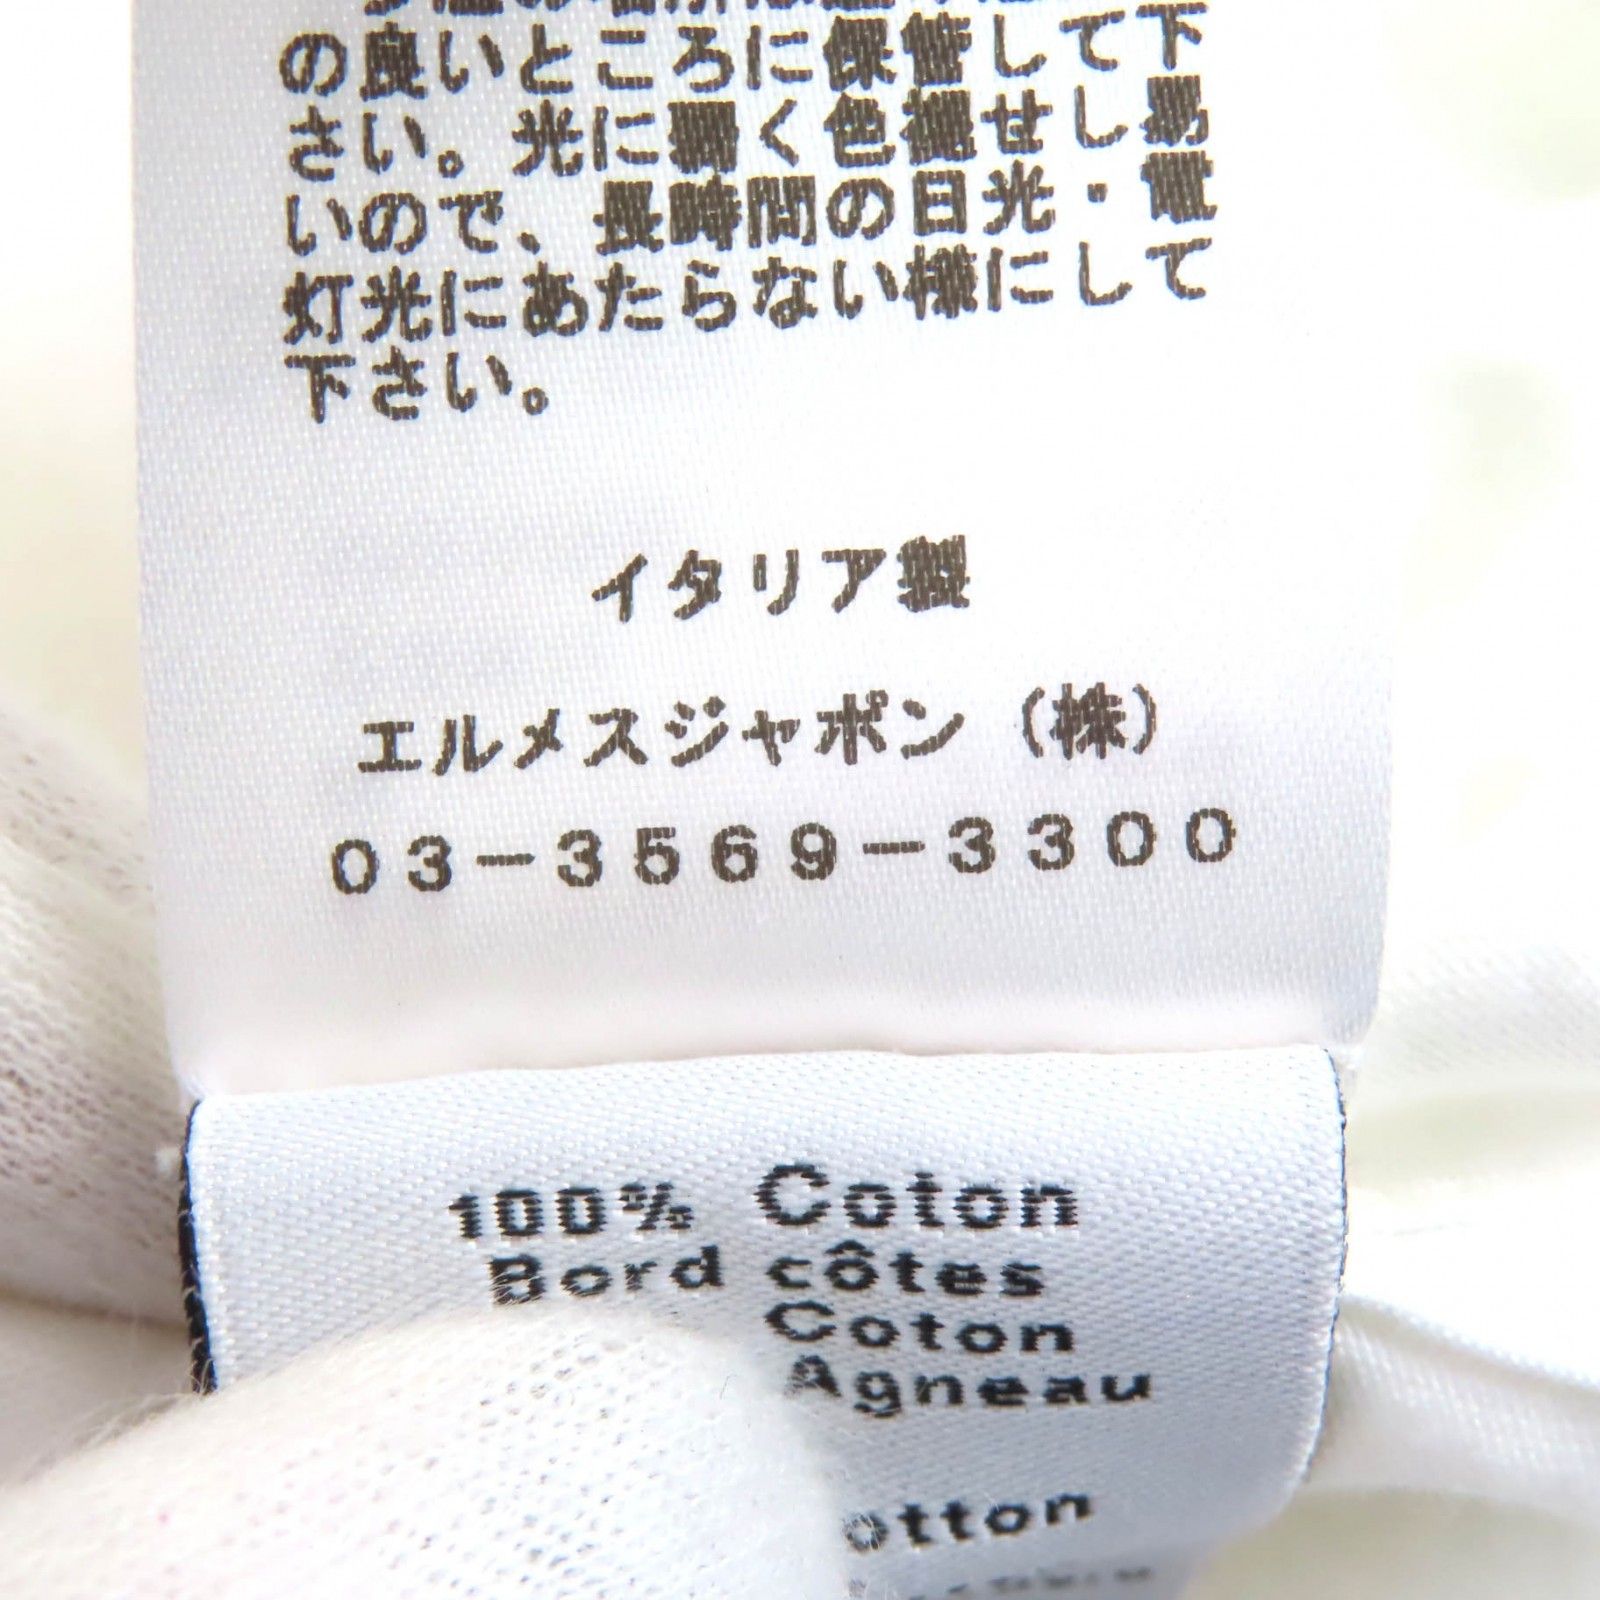 の良いところに保管して下
さい。光に弱く色褪せし易
いので、長時間の日光・電
灯光にあたらない様にして
下さい。
イタリア製
エルメスジャポン（株）
03-3569-3300
100% Coton
Bord côtes
Coton
Agneau
otton